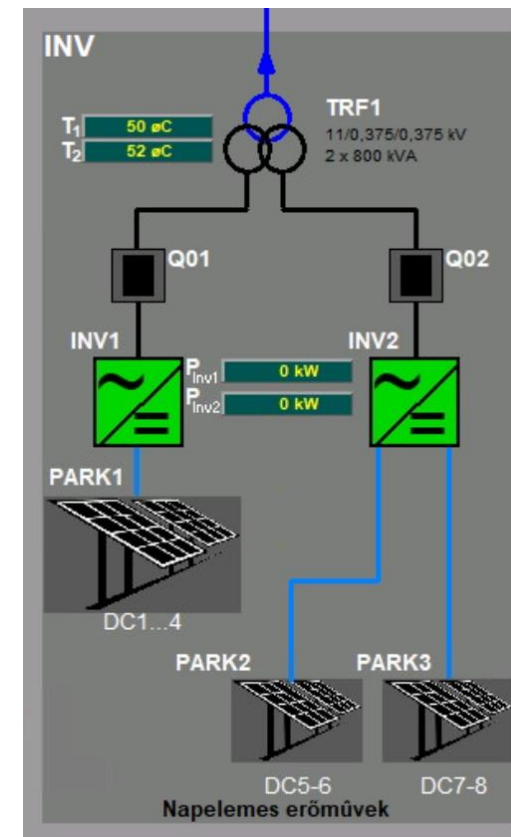 INV
TRF1
11/0,375/0,375 kV
2 x 800 kVA
T1 50 øC
T2 52 øC
Q01
Q02
INV1
INV2
PInv1 0 kW
PInv2 0 kW
PARK1
DC1...4
PARK2
PARK3
DC5-6
DC7-8
Napelemes erömûvek